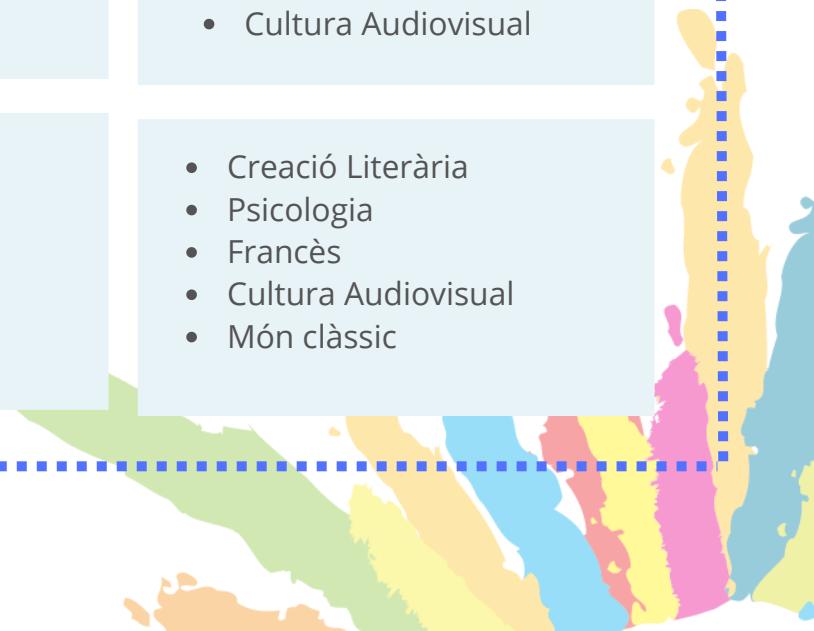 • Cultura Audiovisual
• Creació Literària
• Psicologia
• Francès
• Cultura Audiovisual
• Món clàssic